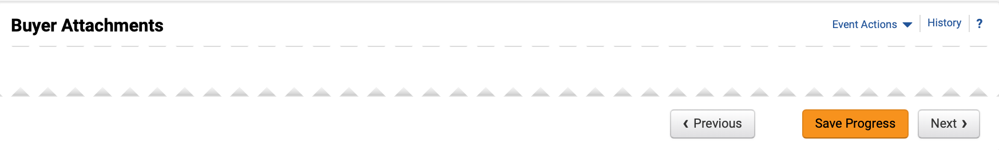 Buyer Attachments
Event Actions
History
?
‹ Previous
Save Progress
Next ›